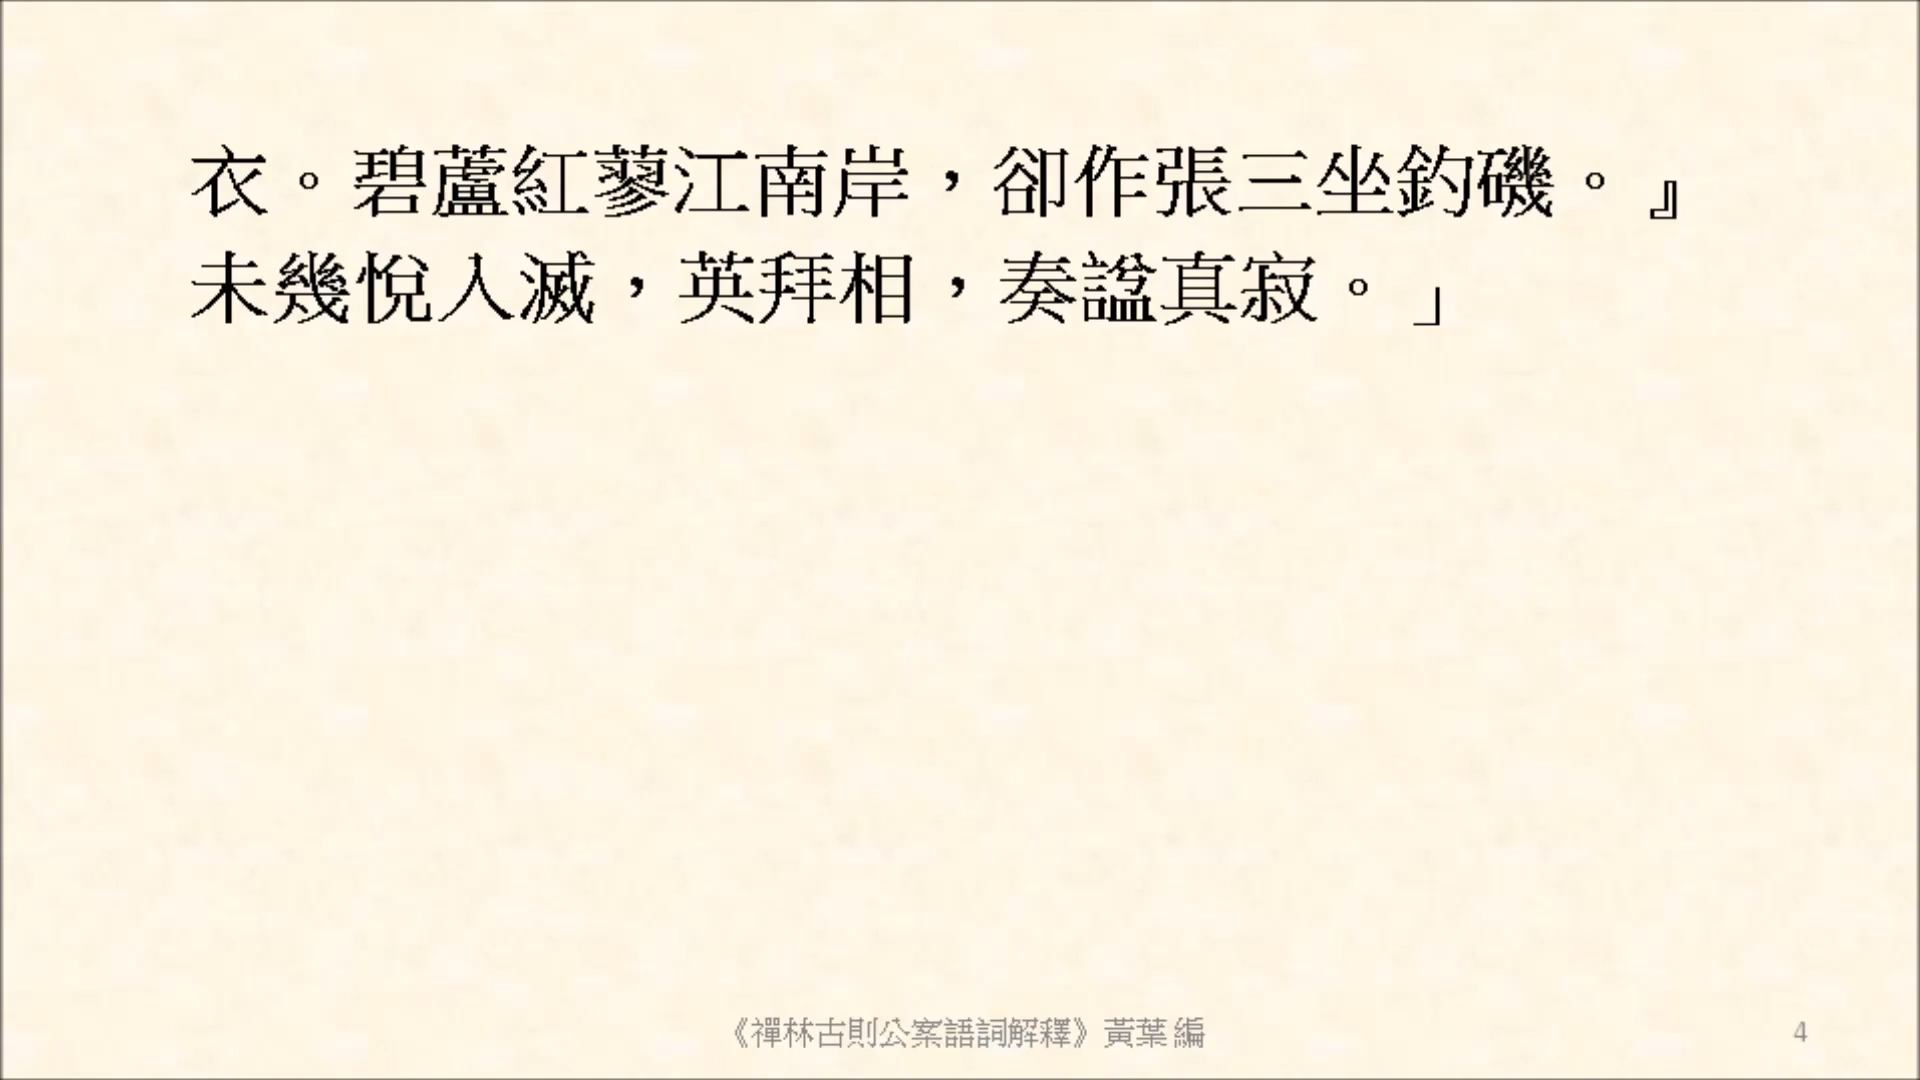 衣。碧蘆紅蓼江南岸，卻作張三坐釣磯。』
未幾悅入滅，英拜相，奏諡真寂。」
《禪林古則公案語詞解釋》黃葉 編
4